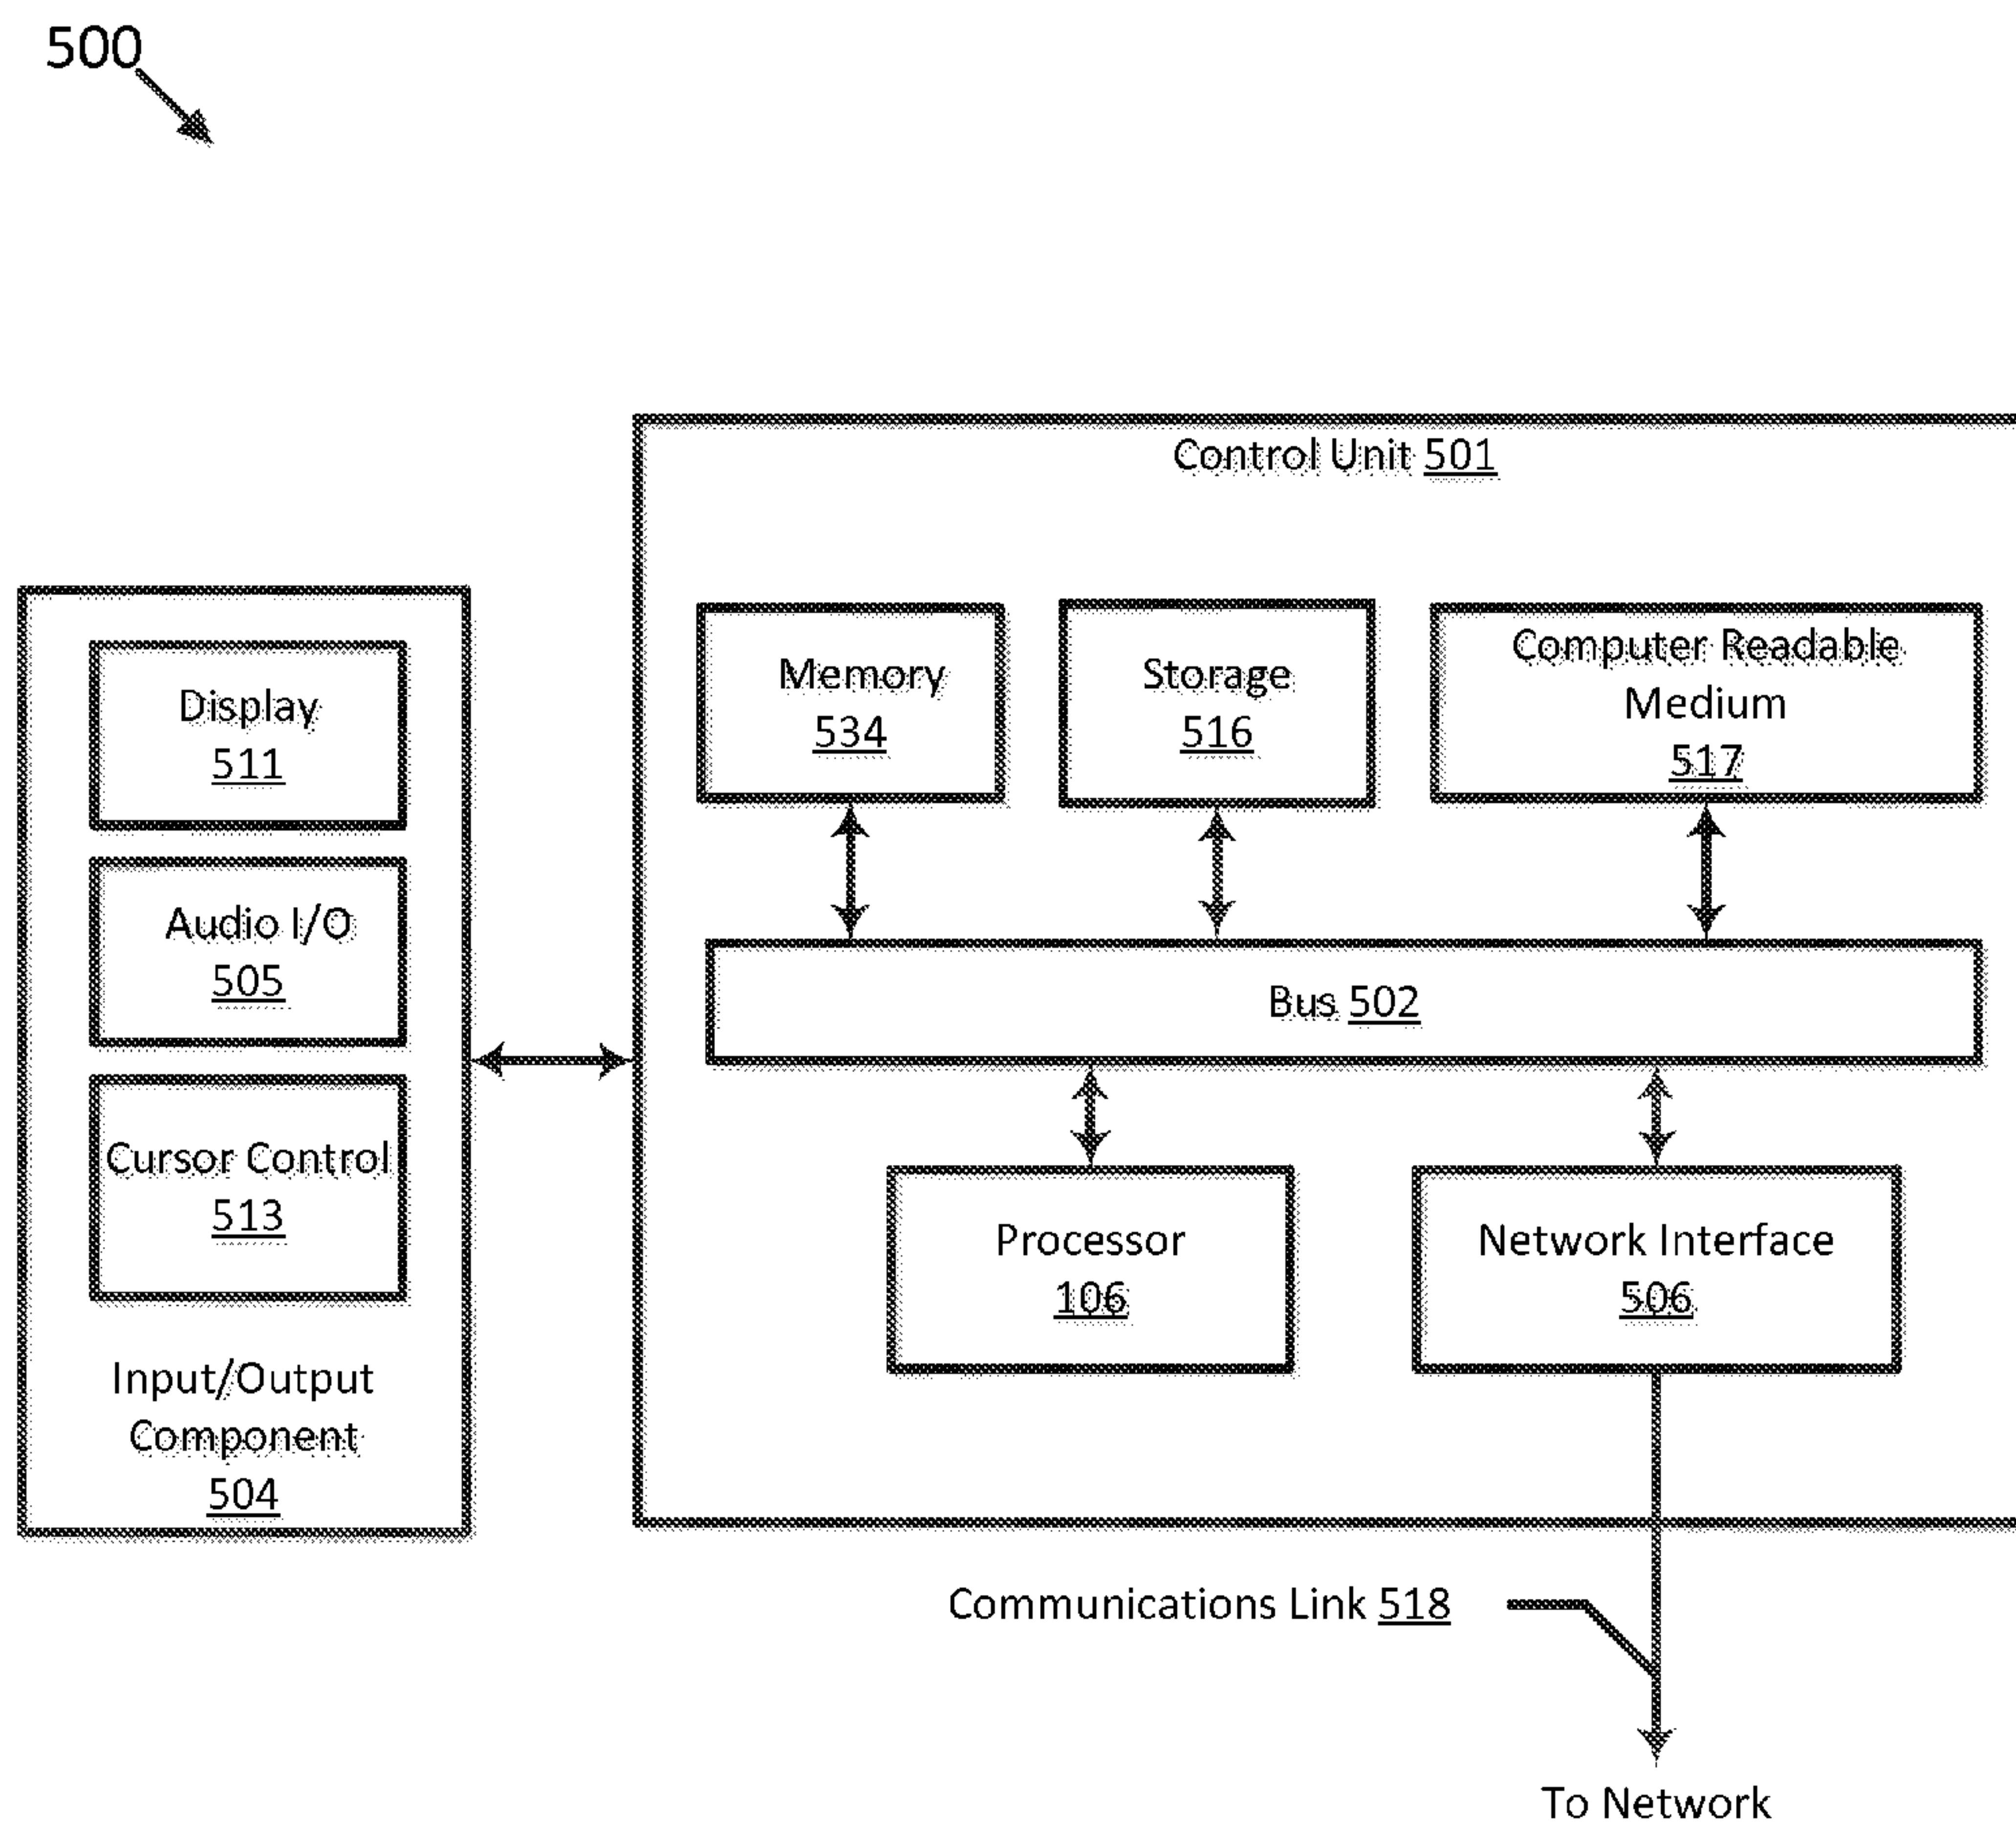 500
Control Unit 501
Display
511
Audio I/O
505
Cursor Control
513
Input/Output
Component
504
Memory
534
Storage
516
Computer Readable
Medium
517
Bus 502
Processor
106
Network Interface
506
Communications Link 518
To Network